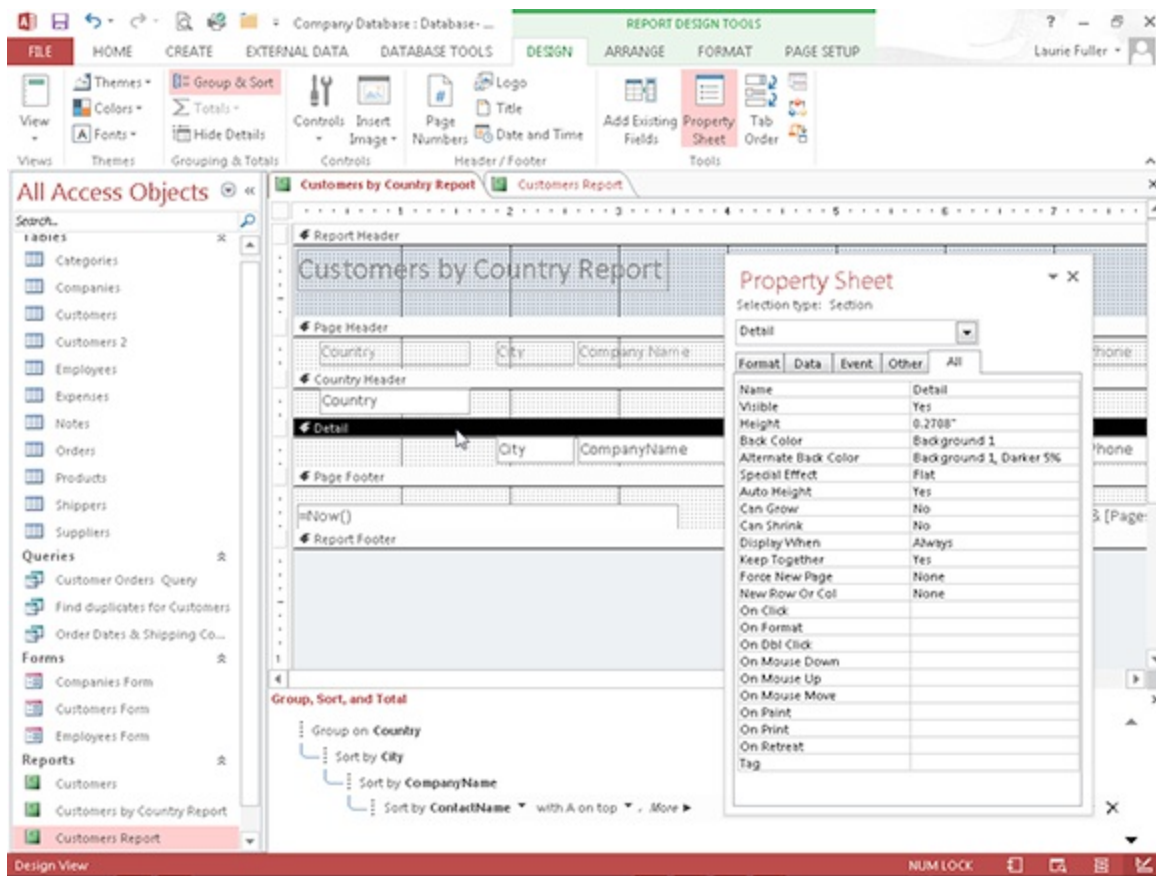 Company Database : Database- ...
REPORT DESIGN TOOLS
?
FILE
HOME
CREATE
EXTERNAL DATA
DATABASE TOOLS
DESIGN
ARRANGE
FORMAT
PAGE SETUP
Laurie Fuller
View
Themes
Colors
Fonts
Group & Sort
Totals
Hide Details
Controls
Insert Image
Page Numbers
Logo
Title
Date and Time
Add Existing Fields
Property Sheet
Tab Order
Views
Themes
Grouping & Totals
Controls
Header / Footer
Tools
All Access Objects
Search...
Tables
Categories
Companies
Customers
Customers 2
Employees
Expenses
Notes
Orders
Products
Shippers
Suppliers
Queries
Customer Orders Query
Find duplicates for Customers
Order Dates & Shipping Co...
Forms
Companies Form
Customers Form
Employees Form
Reports
Customers
Customers by Country Report
Customers Report
Customers by Country Report
Customers Report
1 2 3 4 5 6 7
Report Header
Customers by Country Report
Page Header
Country
City
Company Name
Phone
Country Header
Country
Detail
City
CompanyName
Phone
Page Footer
=Now()
& [Page
Report Footer
1
Property Sheet
Selection type: Section
Detail
Format Data Event Other All
Name Detail
Visible Yes
Height 0.2708"
Back Color Background 1
Alternate Back Color Background 1, Darker 5%
Special Effect Flat
Auto Height Yes
Can Grow No
Can Shrink No
Display When Always
Keep Together Yes
Force New Page None
New Row Or Col None
On Click
On Format
On Dbl Click
On Mouse Down
On Mouse Up
On Mouse Move
On Paint
On Print
On Retreat
Tag
Group, Sort, and Total
Group on Country
Sort by City
Sort by CompanyName
Sort by ContactName with A on top , More
Design View
NUM LOCK